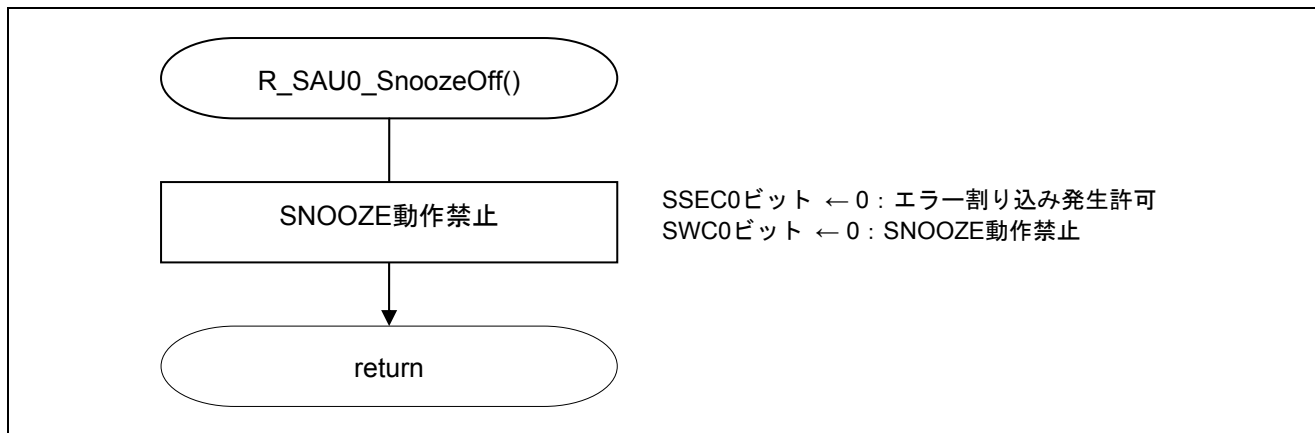 R_SAU0_SnoozeOff()
SNOOZE動作禁止
SSEC0ビット ← 0：エラー割り込み発生許可
SWC0ビット ← 0：SNOOZE動作禁止
return